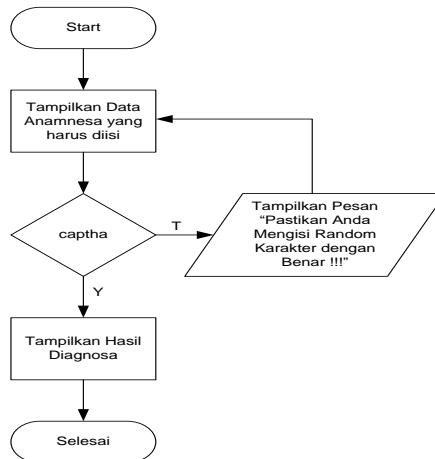 Start
Tampilkan Data
Anamnesa yang
harus diisi
captha
T
Tampilkan Pesan
“Pastikan Anda
Mengisi Random
Karakter dengan
Benar !!!”
Y
Tampilkan Hasil
Diagnosa
Selesai